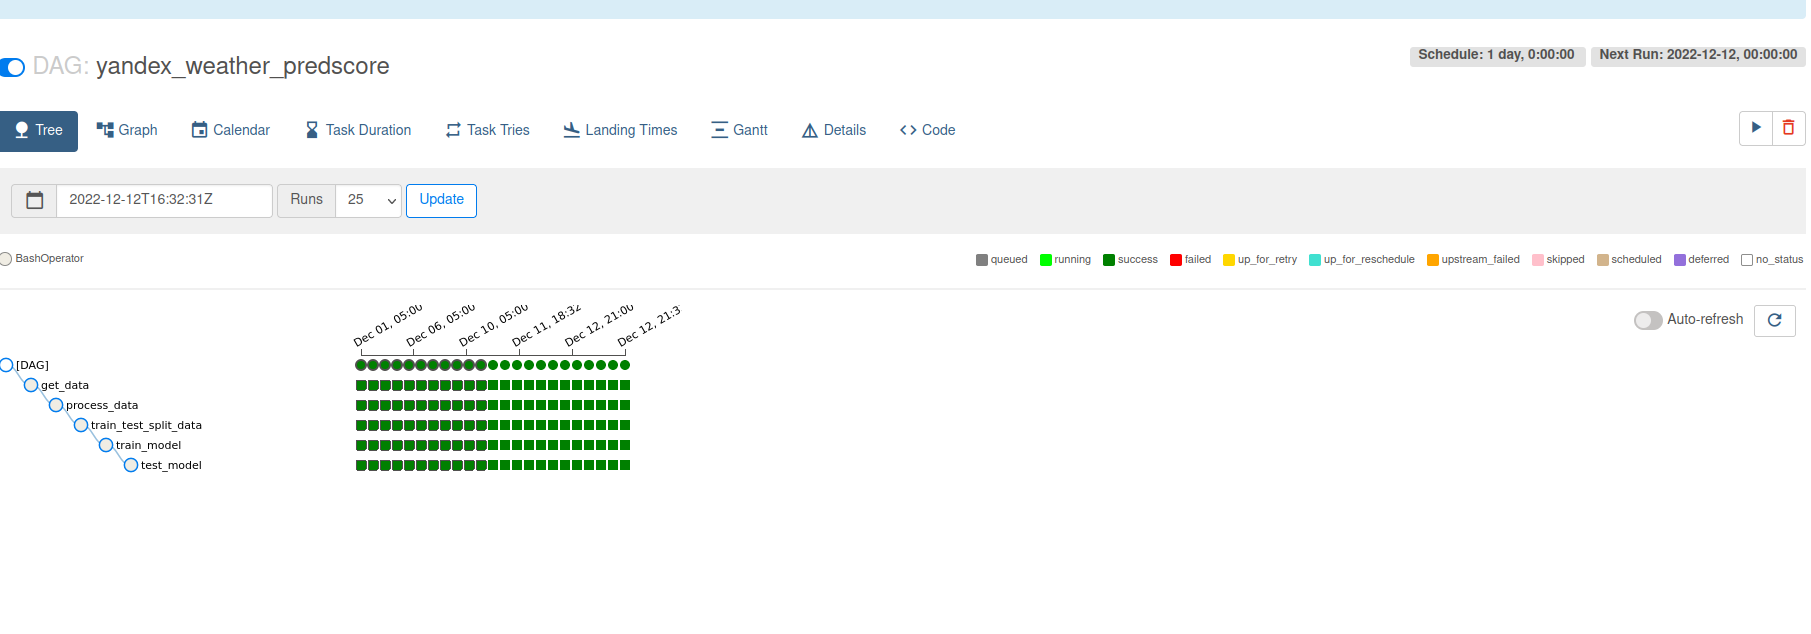 DAG: yandex_weather_predscore
Schedule: 1 day, 0:00:00 Next Run: 2022-12-12, 00:00:00
Tree Graph Calendar Task Duration Task Tries Landing Times Gantt Details Code
2022-12-12T16:32:31Z Runs 25 Update
BashOperator
queued running success failed up_for_retry up_for_reschedule upstream_failed skipped scheduled deferred no_status
Dec 01, 05:00 Dec 06, 05:00 Dec 10, 05:00 Dec 11, 18:32 Dec 12, 21:00 Dec 12, 21:3
Auto-refresh
[DAG]
get_data
process_data
train_test_split_data
train_model
test_model